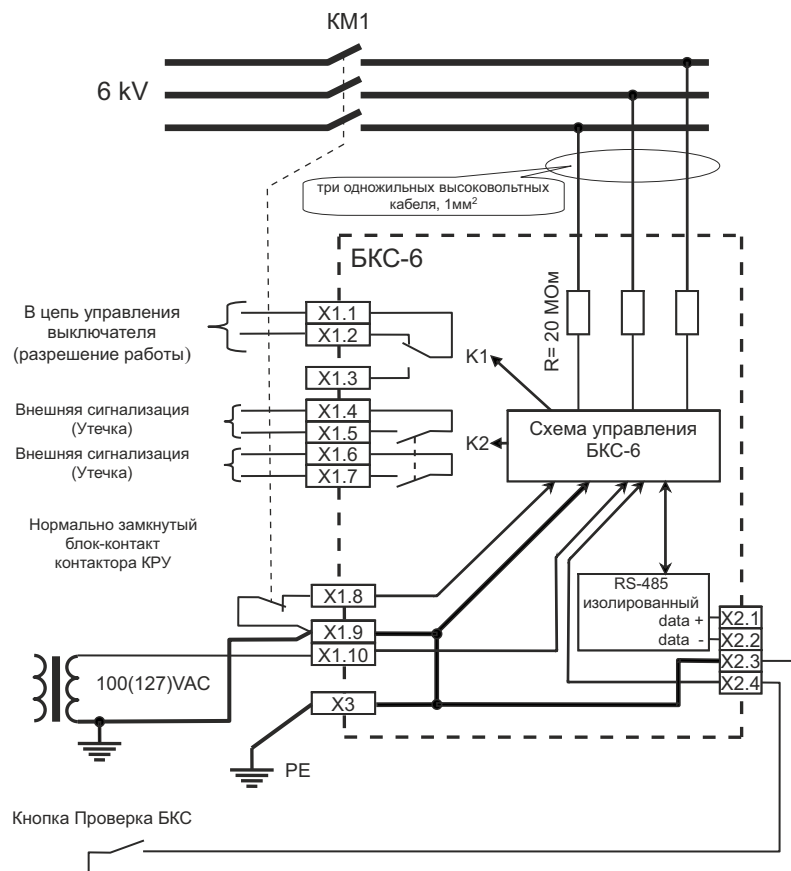 КМ1
6 kV
три одножильных высоковольтных
кабеля, 1мм²
БКС-6
R= 20 МОм
В цепь управления
выключателя
(разрешение работы)
X1.1
X1.2
X1.3
К1
Внешняя сигнализация
(Утечка)
X1.4
X1.5
Внешняя сигнализация
(Утечка)
X1.6
X1.7
К2
Схема управления
БКС-6
Нормально замкнутый
блок-контакт
контактора КРУ
X1.8
X1.9
X1.10
RS-485
изолированный
data +
data -
X2.1
X2.2
X2.3
X2.4
100(127)VAC
X3
PE
Кнопка Проверка БКС